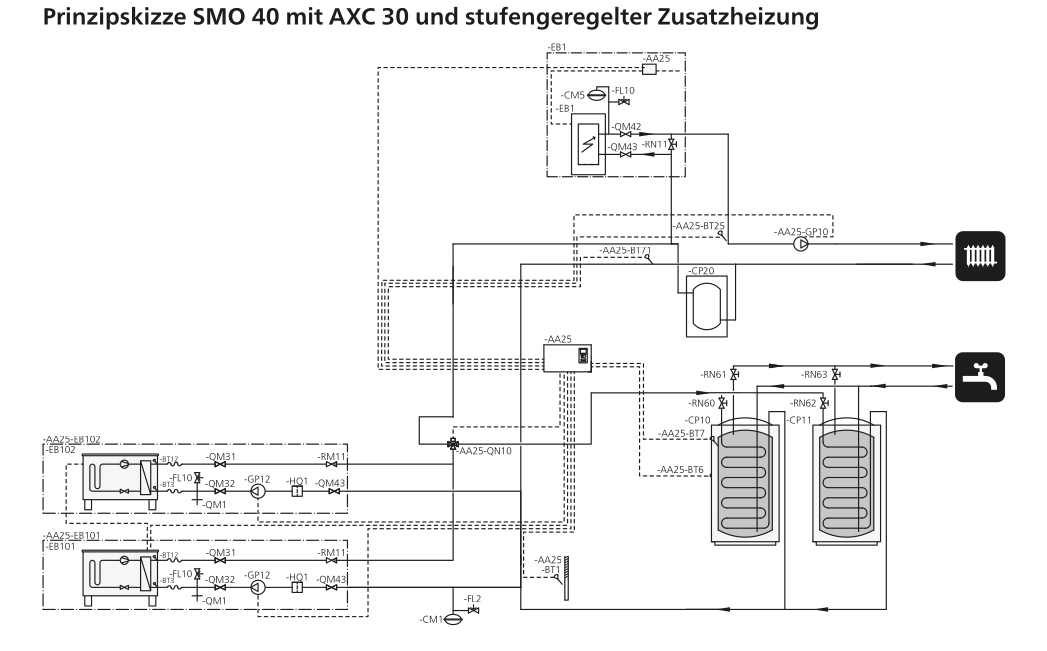 Prinzipskizze SMO 40 mit AXC 30 und stufengeregelter Zusatzheizung
-EB1
-AA25
-CM5
-FL10
-EB1
-QM42
-QM43
-RN11
-AA25-BT25
-AA25-GP10
-AA25-BT71
-CP20
-AA25
-RN61
-RN63
-RN60
-RN62
-CP10
-CP11
-AA25-BT7
-AA25-QN10
-AA25-BT6
-AA25-EB102
-EB102
-BT12
-QM31
-RM11
-FL10
-BT3
-QM32
-GP12
-HQ1
-QM43
-QM1
-AA25-EB101
-EB101
-BT12
-QM31
-RM11
-FL10
-BT3
-QM32
-GP12
-HQ1
-QM43
-QM1
-AA25
-BT1
-FL2
-CM1